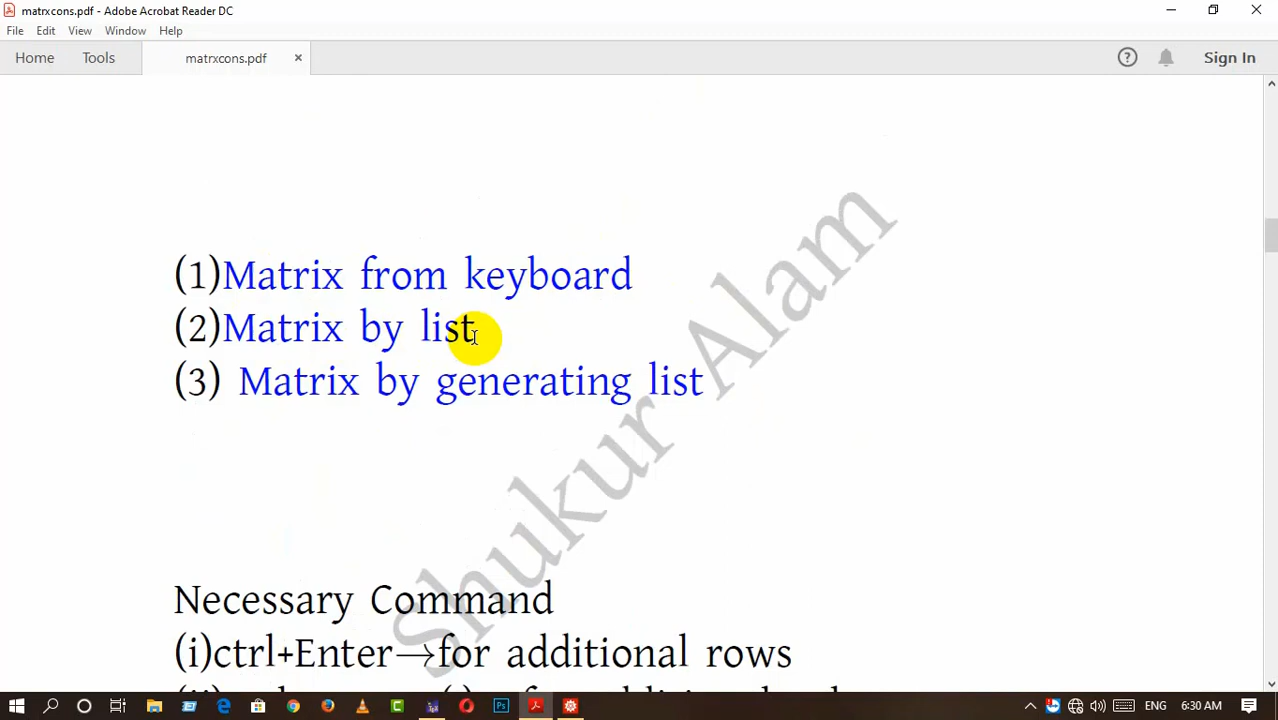 matrxcons.pdf - Adobe Acrobat Reader DC
File Edit View Window Help
Home Tools matrxcons.pdf × ? Sign In
(1)Matrix from keyboard
(2)Matrix by list
(3) Matrix by generating list
Shukur Alam
Necessary Command
(i)ctrl+Enter→for additional rows
ENG 6:30 AM